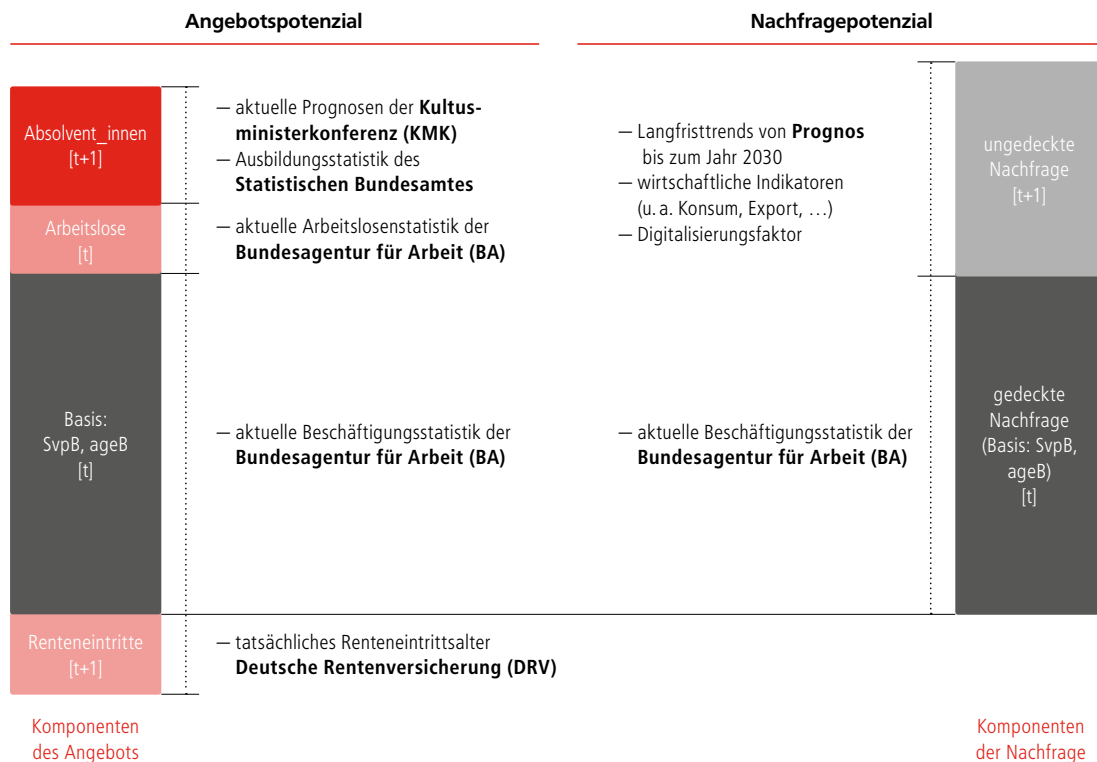 Angebotspotenzial
Nachfragepotenzial
Absolvent_innen
[t+1]
— aktuelle Prognosen der Kultus-
ministerkonferenz (KMK)
— Ausbildungsstatistik des
Statistischen Bundesamtes
Arbeitslose
[t]
— aktuelle Arbeitslosenstatistik der
Bundesagentur für Arbeit (BA)
Basis:
SvpB, ageB
[t]
— aktuelle Beschäftigungsstatistik der
Bundesagentur für Arbeit (BA)
Renteneintritte
[t+1]
— tatsächliches Renteneintrittsalter
Deutsche Rentenversicherung (DRV)
Komponenten
des Angebots
— Langfristtrends von Prognos
bis zum Jahr 2030
— wirtschaftliche Indikatoren
(u. a. Konsum, Export, …)
— Digitalisierungsfaktor
ungedeckte
Nachfrage
[t+1]
— aktuelle Beschäftigungsstatistik der
Bundesagentur für Arbeit (BA)
gedeckte
Nachfrage
(Basis: SvpB,
ageB)
[t]
Komponenten
der Nachfrage